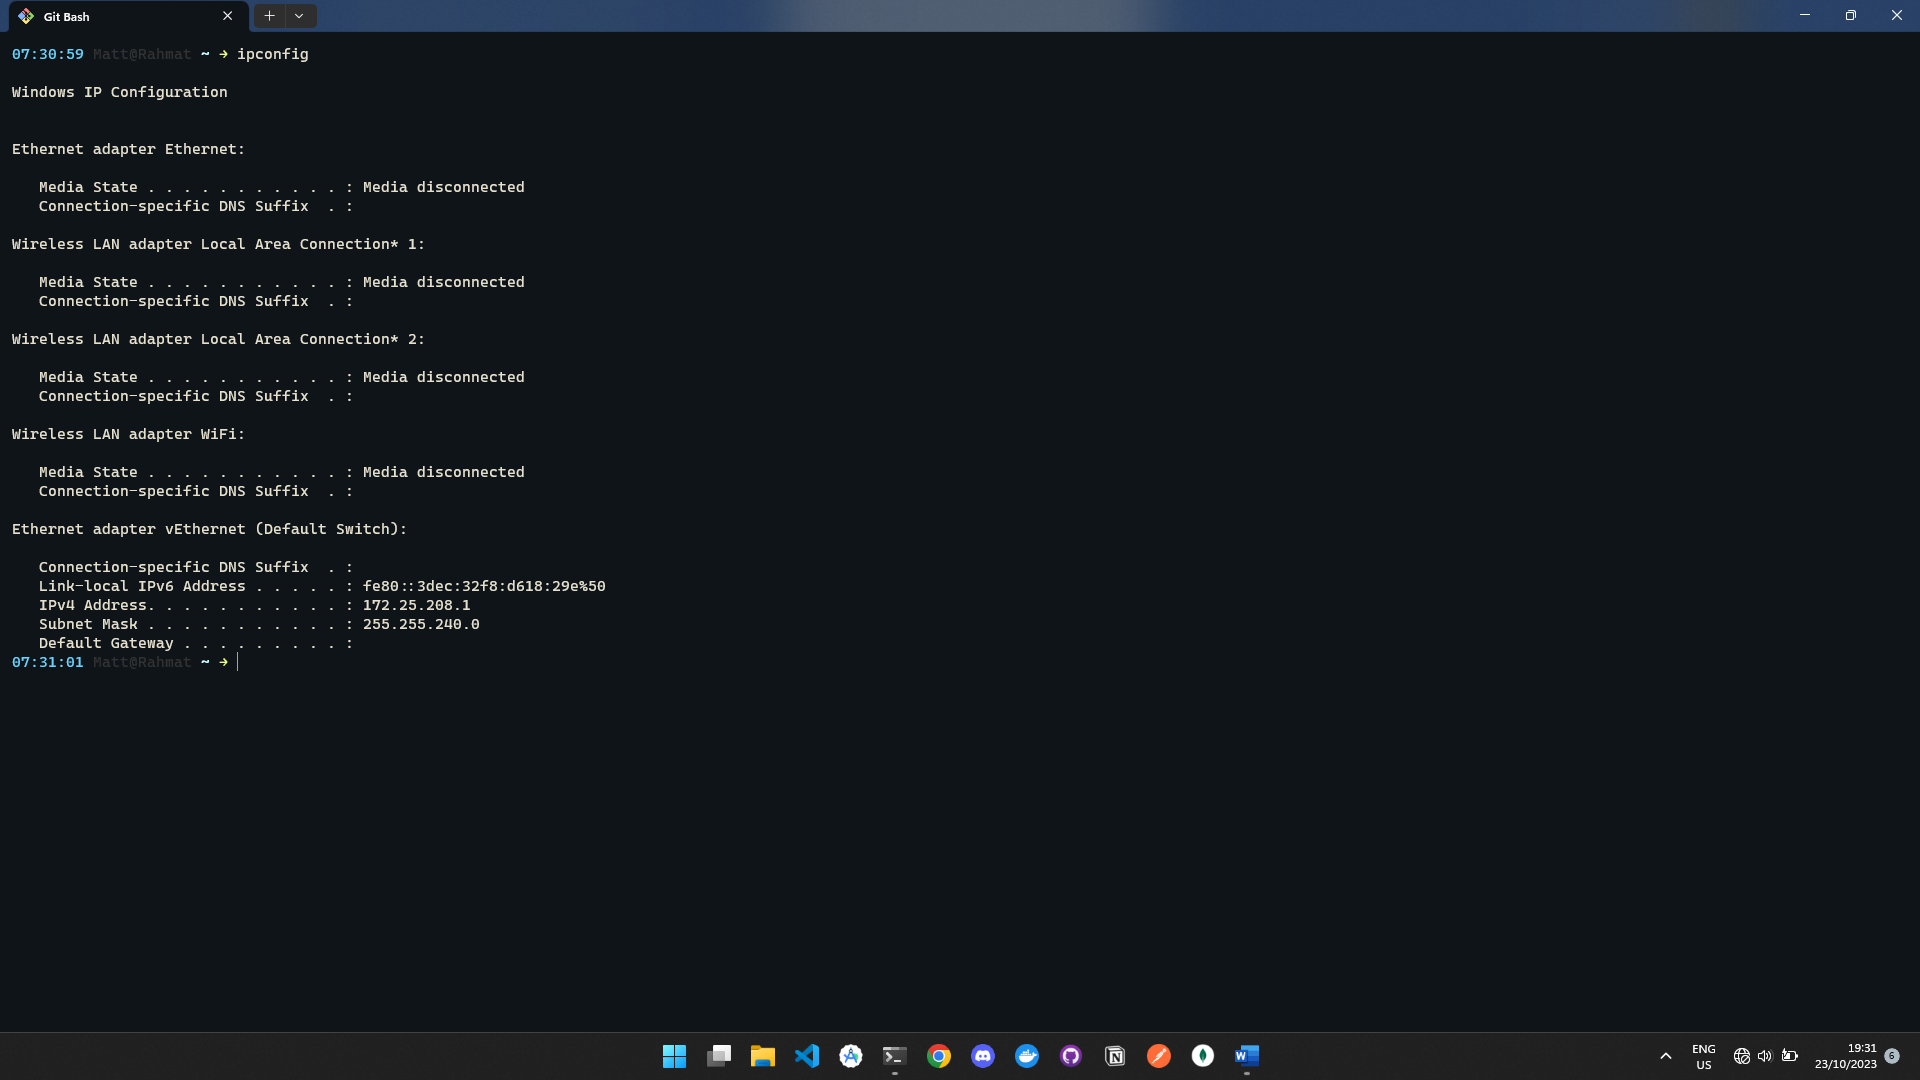 Git Bash
07:30:59 Matt@Rahmat ~ → ipconfig
Windows IP Configuration
Ethernet adapter Ethernet:
   Media State . . . . . . . . . . . : Media disconnected
   Connection-specific DNS Suffix  . :
Wireless LAN adapter Local Area Connection* 1:
   Media State . . . . . . . . . . . : Media disconnected
   Connection-specific DNS Suffix  . :
Wireless LAN adapter Local Area Connection* 2:
   Media State . . . . . . . . . . . : Media disconnected
   Connection-specific DNS Suffix  . :
Wireless LAN adapter WiFi:
   Media State . . . . . . . . . . . : Media disconnected
   Connection-specific DNS Suffix  . :
Ethernet adapter vEthernet (Default Switch):
   Connection-specific DNS Suffix  . :
   Link-local IPv6 Address . . . . . : fe80::3dec:32f8:d618:29e%50
   IPv4 Address. . . . . . . . . . . : 172.25.208.1
   Subnet Mask . . . . . . . . . . . : 255.255.240.0
   Default Gateway . . . . . . . . . :
07:31:01 Matt@Rahmat ~ →
ENG
US
19:31
23/10/2023
6